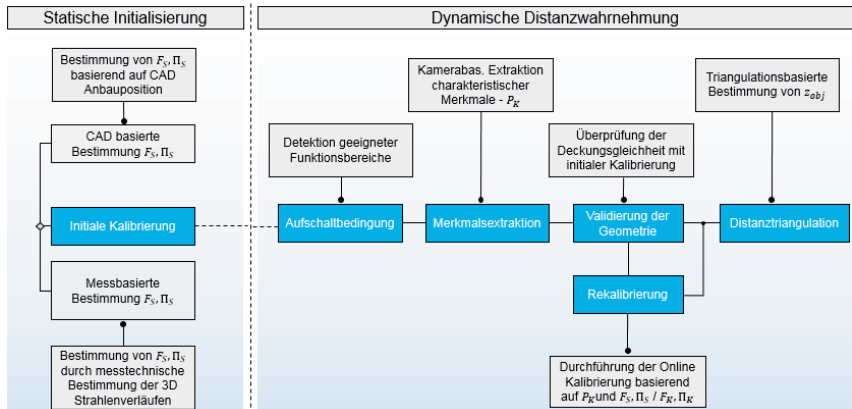 Statische Initialisierung
Dynamische Distanzwahrnehmung
Bestimmung von F_S, Π_S
basierend auf CAD
Anbauposition
CAD basierte
Bestimmung F_S, Π_S
Initiale Kalibrierung
Messbasierte
Bestimmung F_S, Π_S
Bestimmung von F_S, Π_S
durch messtechnische
Bestimmung der 3D
Strahlenverläufen
Detektion geeigneter
Funktionsbereiche
Aufschaltbedingung
Kamerabas. Extraktion
charakteristischer
Merkmale - P_K
Merkmalsextraktion
Überprüfung der
Deckungsgleichheit mit
initialer Kalibrierung
Validierung der
Geometrie
Rekalibrierung
Durchführung der Online
Kalibrierung basierend
auf P_K und F_S, Π_S / F_K, Π_K
Triangulationsbasierte
Bestimmung von z_obj
Distanztriangulation